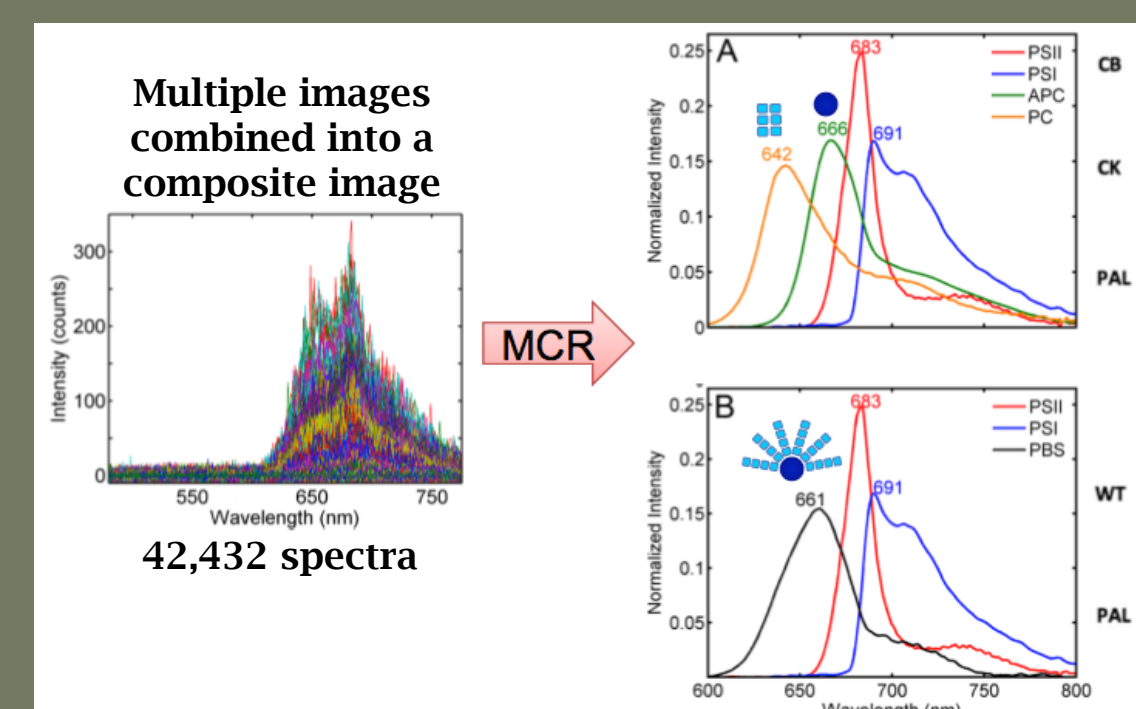 Multiple images
combined into a
composite image
300
200
100
0
Intensity (counts)
550 650 750
Wavelength (nm)
42,432 spectra
MCR
A
0.25
0.2
0.15
0.1
0.05
0
Normalized Intensity
683
691
666
642
PSII
PSI
APC
PC
CB
CK
PAL
B
0.25
0.2
0.15
0.1
0.05
Normalized Intensity
683
691
661
PSII
PSI
PBS
WT
PAL
600 650 700 750 800
Wavelength (nm)